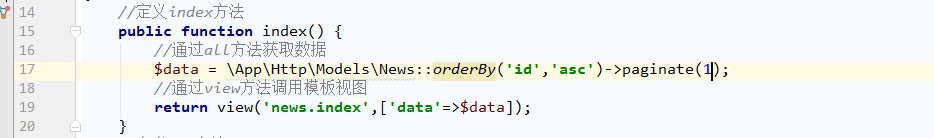 14 //定义index方法
15 public function index() {
16 //通过all方法获取数据
17 $data = \App\Http\Models\News::orderBy('id','asc')->paginate(1);
18 //通过view方法调用模板视图
19 return view('news.index',['data'=>$data]);
20 }